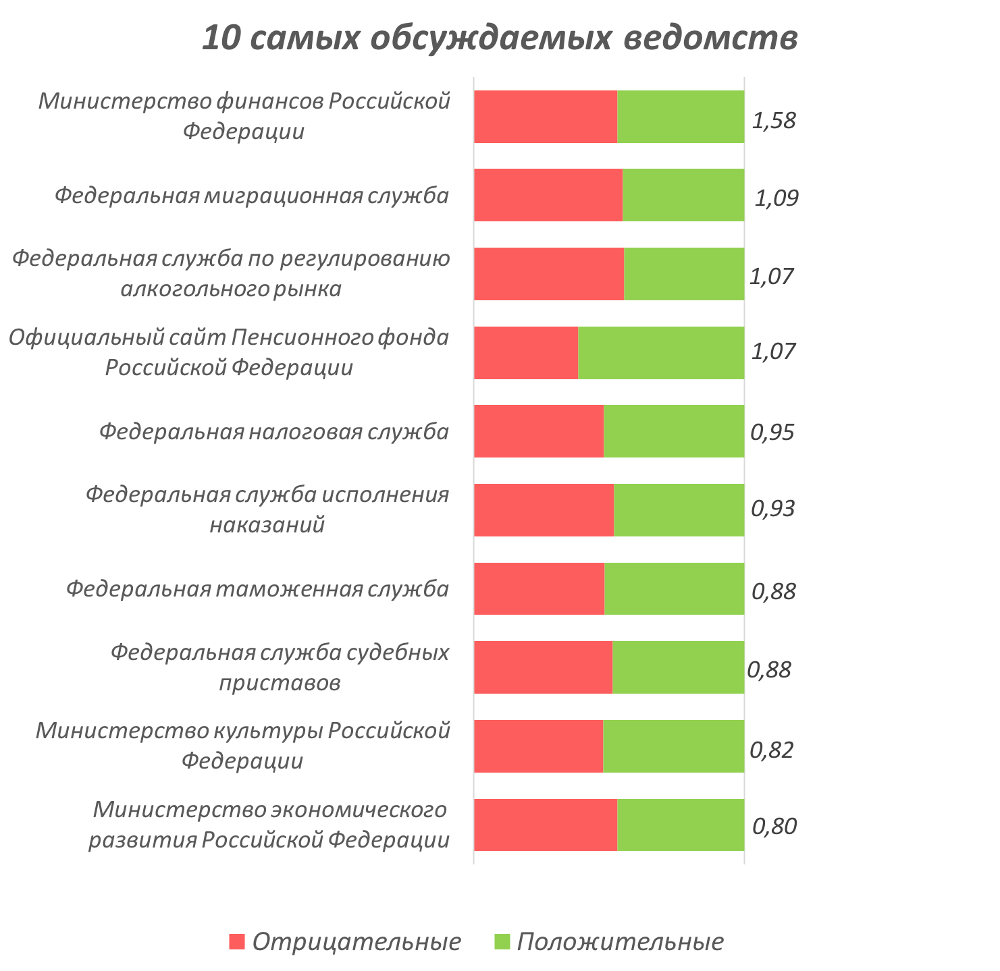 10 самых обсуждаемых ведомств
Министерство финансов Российской
Федерации
1,58
Федеральная миграционная служба
1,09
Федеральная служба по регулированию
алкогольного рынка
1,07
Официальный сайт Пенсионного фонда
Российской Федерации
1,07
Федеральная налоговая служба
0,95
Федеральная служба исполнения
наказаний
0,93
Федеральная таможенная служба
0,88
Федеральная служба судебных
приставов
0,88
Министерство культуры Российской
Федерации
0,82
Министерство экономического
развития Российской Федерации
0,80
Отрицательные
Положительные